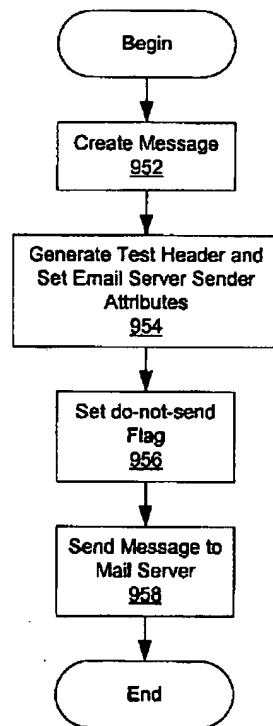 Begin
Create Message
952
Generate Test Header and
Set Email Server Sender
Attributes
954
Set do-not-send
Flag
956
Send Message to
Mail Server
958
End